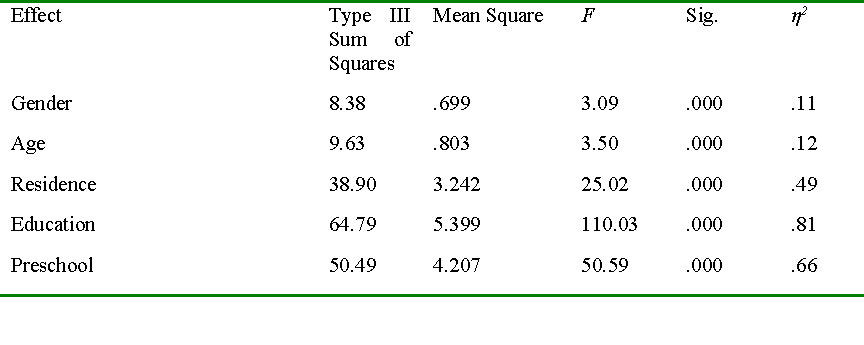 Effect Type III Mean Square F Sig. η²
Sum of
Squares
Gender 8.38 .699 3.09 .000 .11
Age 9.63 .803 3.50 .000 .12
Residence 38.90 3.242 25.02 .000 .49
Education 64.79 5.399 110.03 .000 .81
Preschool 50.49 4.207 50.59 .000 .66